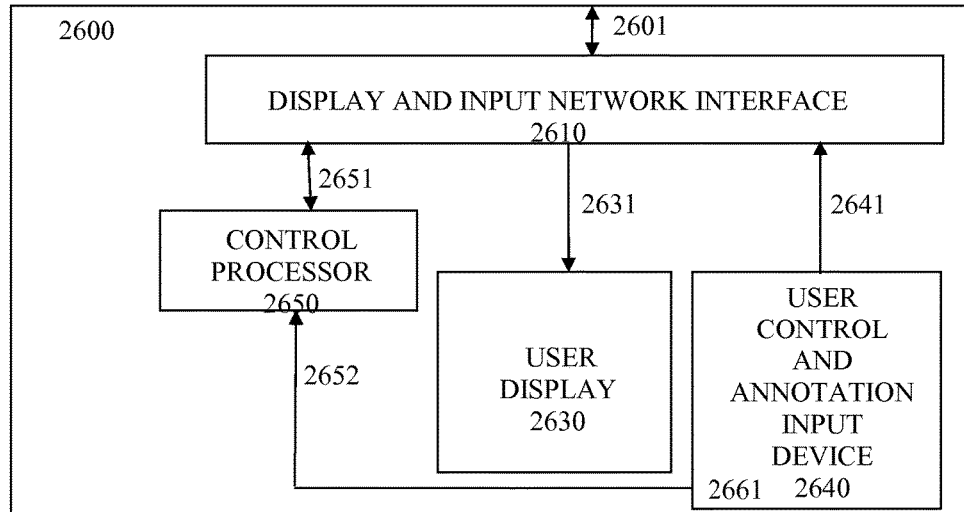 2600
2601
DISPLAY AND INPUT NETWORK INTERFACE
2610
2651
2631
2641
CONTROL
PROCESSOR
2650
USER
CONTROL
AND
ANNOTATION
INPUT
DEVICE
2640
USER
DISPLAY
2630
2652
2661